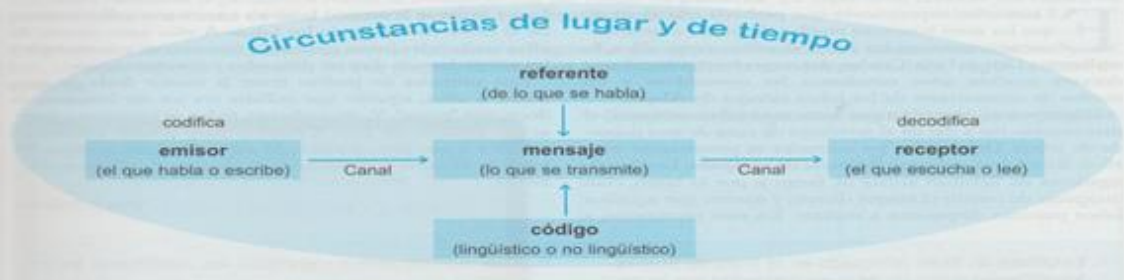 Circunstancias de lugar y de tiempo
referente
(de lo que se habla)
codifica
decodifica
emisor
(el que habla o escribe)
Canal
mensaje
(lo que se transmite)
Canal
receptor
(el que escucha o lee)
código
(lingüístico o no lingüístico)